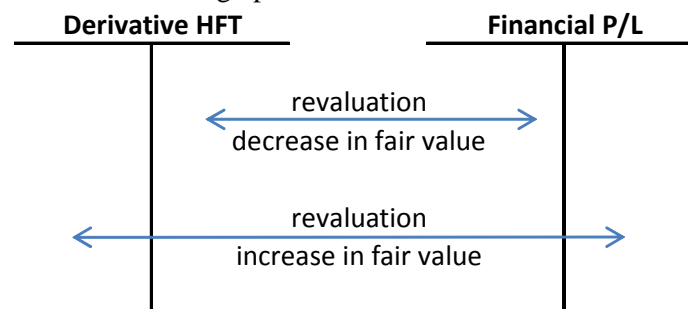 Derivative HFT
Financial P/L
revaluation
decrease in fair value
revaluation
increase in fair value